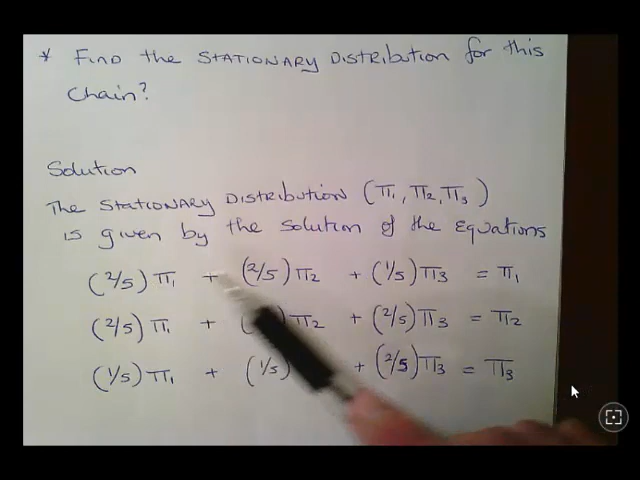 * Find the STATIONARY DISTRIBUTION for this
Chain?
Solution
The STATIONARY DISTRIBUTION (π₁, π₂, π₃)
is given by the solution of the Equations
(2/5) π₁ + (2/5) π₂ + (1/5) π₃ = π₁
(2/5) π₁ + ( ) π₂ + (2/5) π₃ = π₂
(1/5) π₁ + (1/5) + (2/5) π₃ = π₃